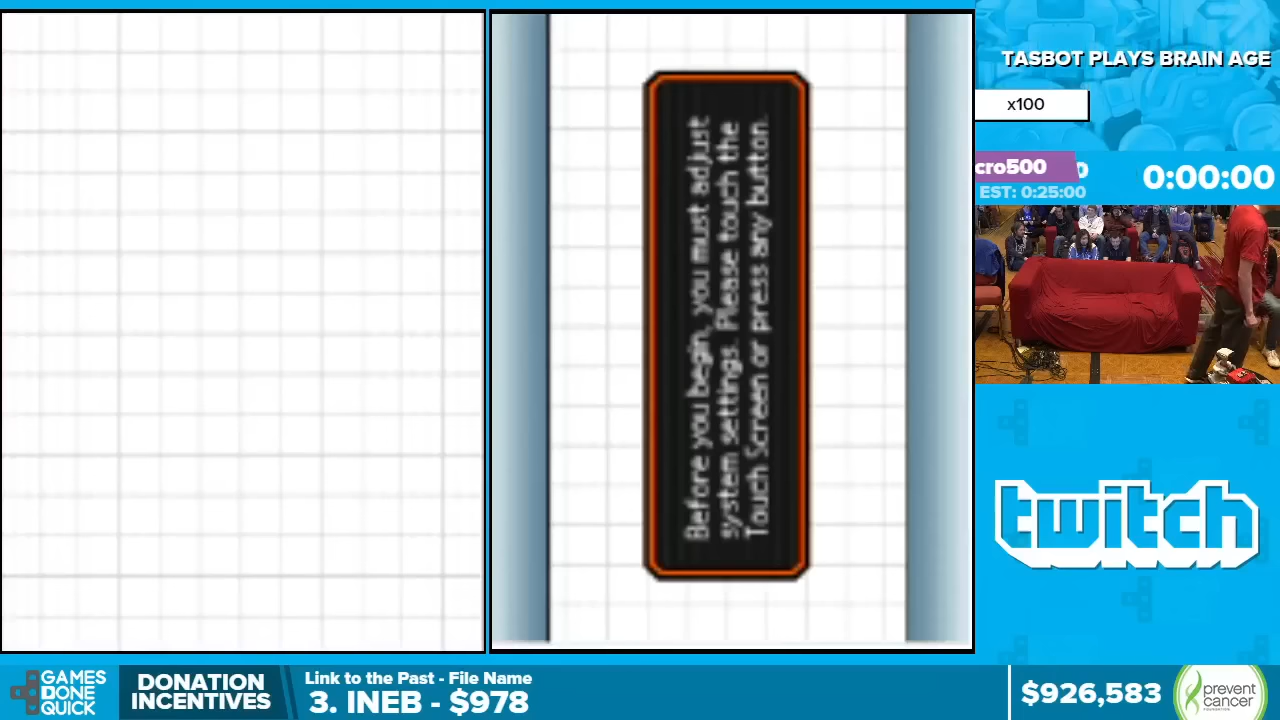 Before you begin, you must adjust
system settings. Please touch the
Touch Screen or press any button.
TASBOT PLAYS BRAIN AGE
x100
cro500
EST: 0:25:00
0:00:00
twitch
GAMES
DONE
QUICK
DONATION
INCENTIVES
Link to the Past - File Name
3. INEB - $978
$926,583
prevent
cancer